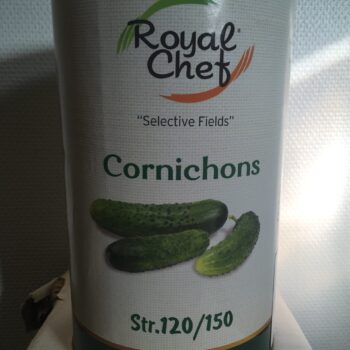 Royal
Chef
"Selective Fields"
Cornichons
Str.120/150